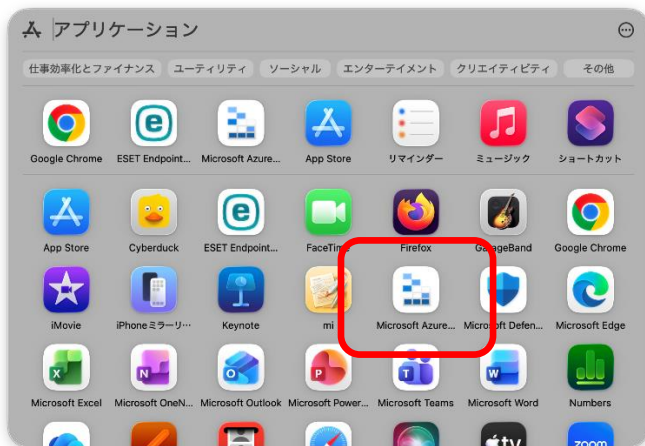 アプリケーション
仕事効率化とファイナンス ユーティリティ ソーシャル エンターテイメント クリエイティビティ その他
Google Chrome ESET Endpoint... Microsoft Azure... App Store リマインダー ミュージック ショートカット
App Store Cyberduck ESET Endpoint... FaceTime Firefox GarageBand Google Chrome
iMovie iPhoneミラーリ… Keynote mi Microsoft Azure... Microsoft Defen... Microsoft Edge
Microsoft Excel Microsoft OneN... Microsoft Outlook Microsoft Power... Microsoft Teams Microsoft Word Numbers
tv zoom